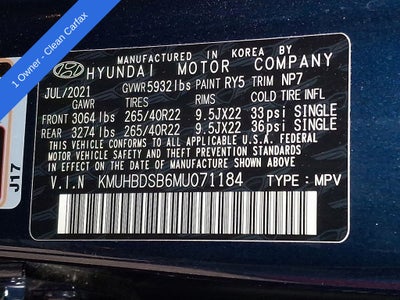 1 Owner - Clean Carfax
MANUFACTURED IN KOREA BY
HYUNDAI MOTOR COMPANY
JUL/2021 GVWR 5932 lbs PAINT RY5 TRIM NP7
GAWR TIRES RIMS COLD TIRE INFL
FRONT 3064 lbs 265/40R22 9.5JX22 33psi SINGLE
REAR 3274 lbs 265/40R22 9.5JX22 36psi SINGLE
THIS VEHICLE CONFORMS TO ALL APPLICABLE U.S.
FEDERAL MOTOR VEHICLE SAFETY AND THEFT PREVENTION
STANDARDS IN EFFECT ON THE DATE OF MANUFACTURE
SHOWN ABOVE.
V.I.N KMUHBDSB6MU071184 TYPE : MPV
J17